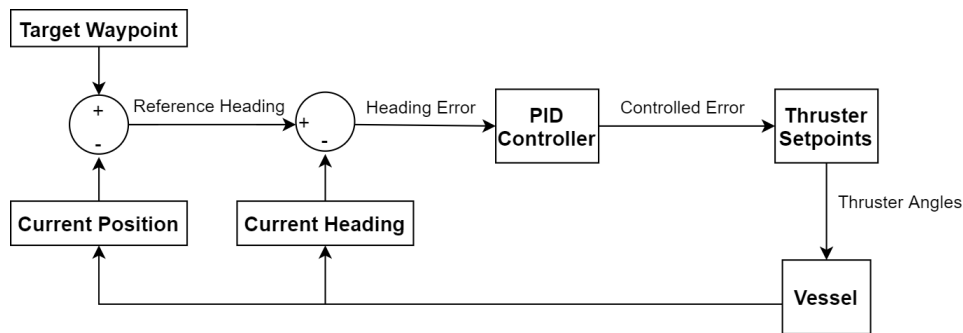 Target Waypoint
+
-
Reference Heading
+
-
Heading Error
PID
Controller
Controlled Error
Thruster
Setpoints
Current Position
Current Heading
Thruster Angles
Vessel